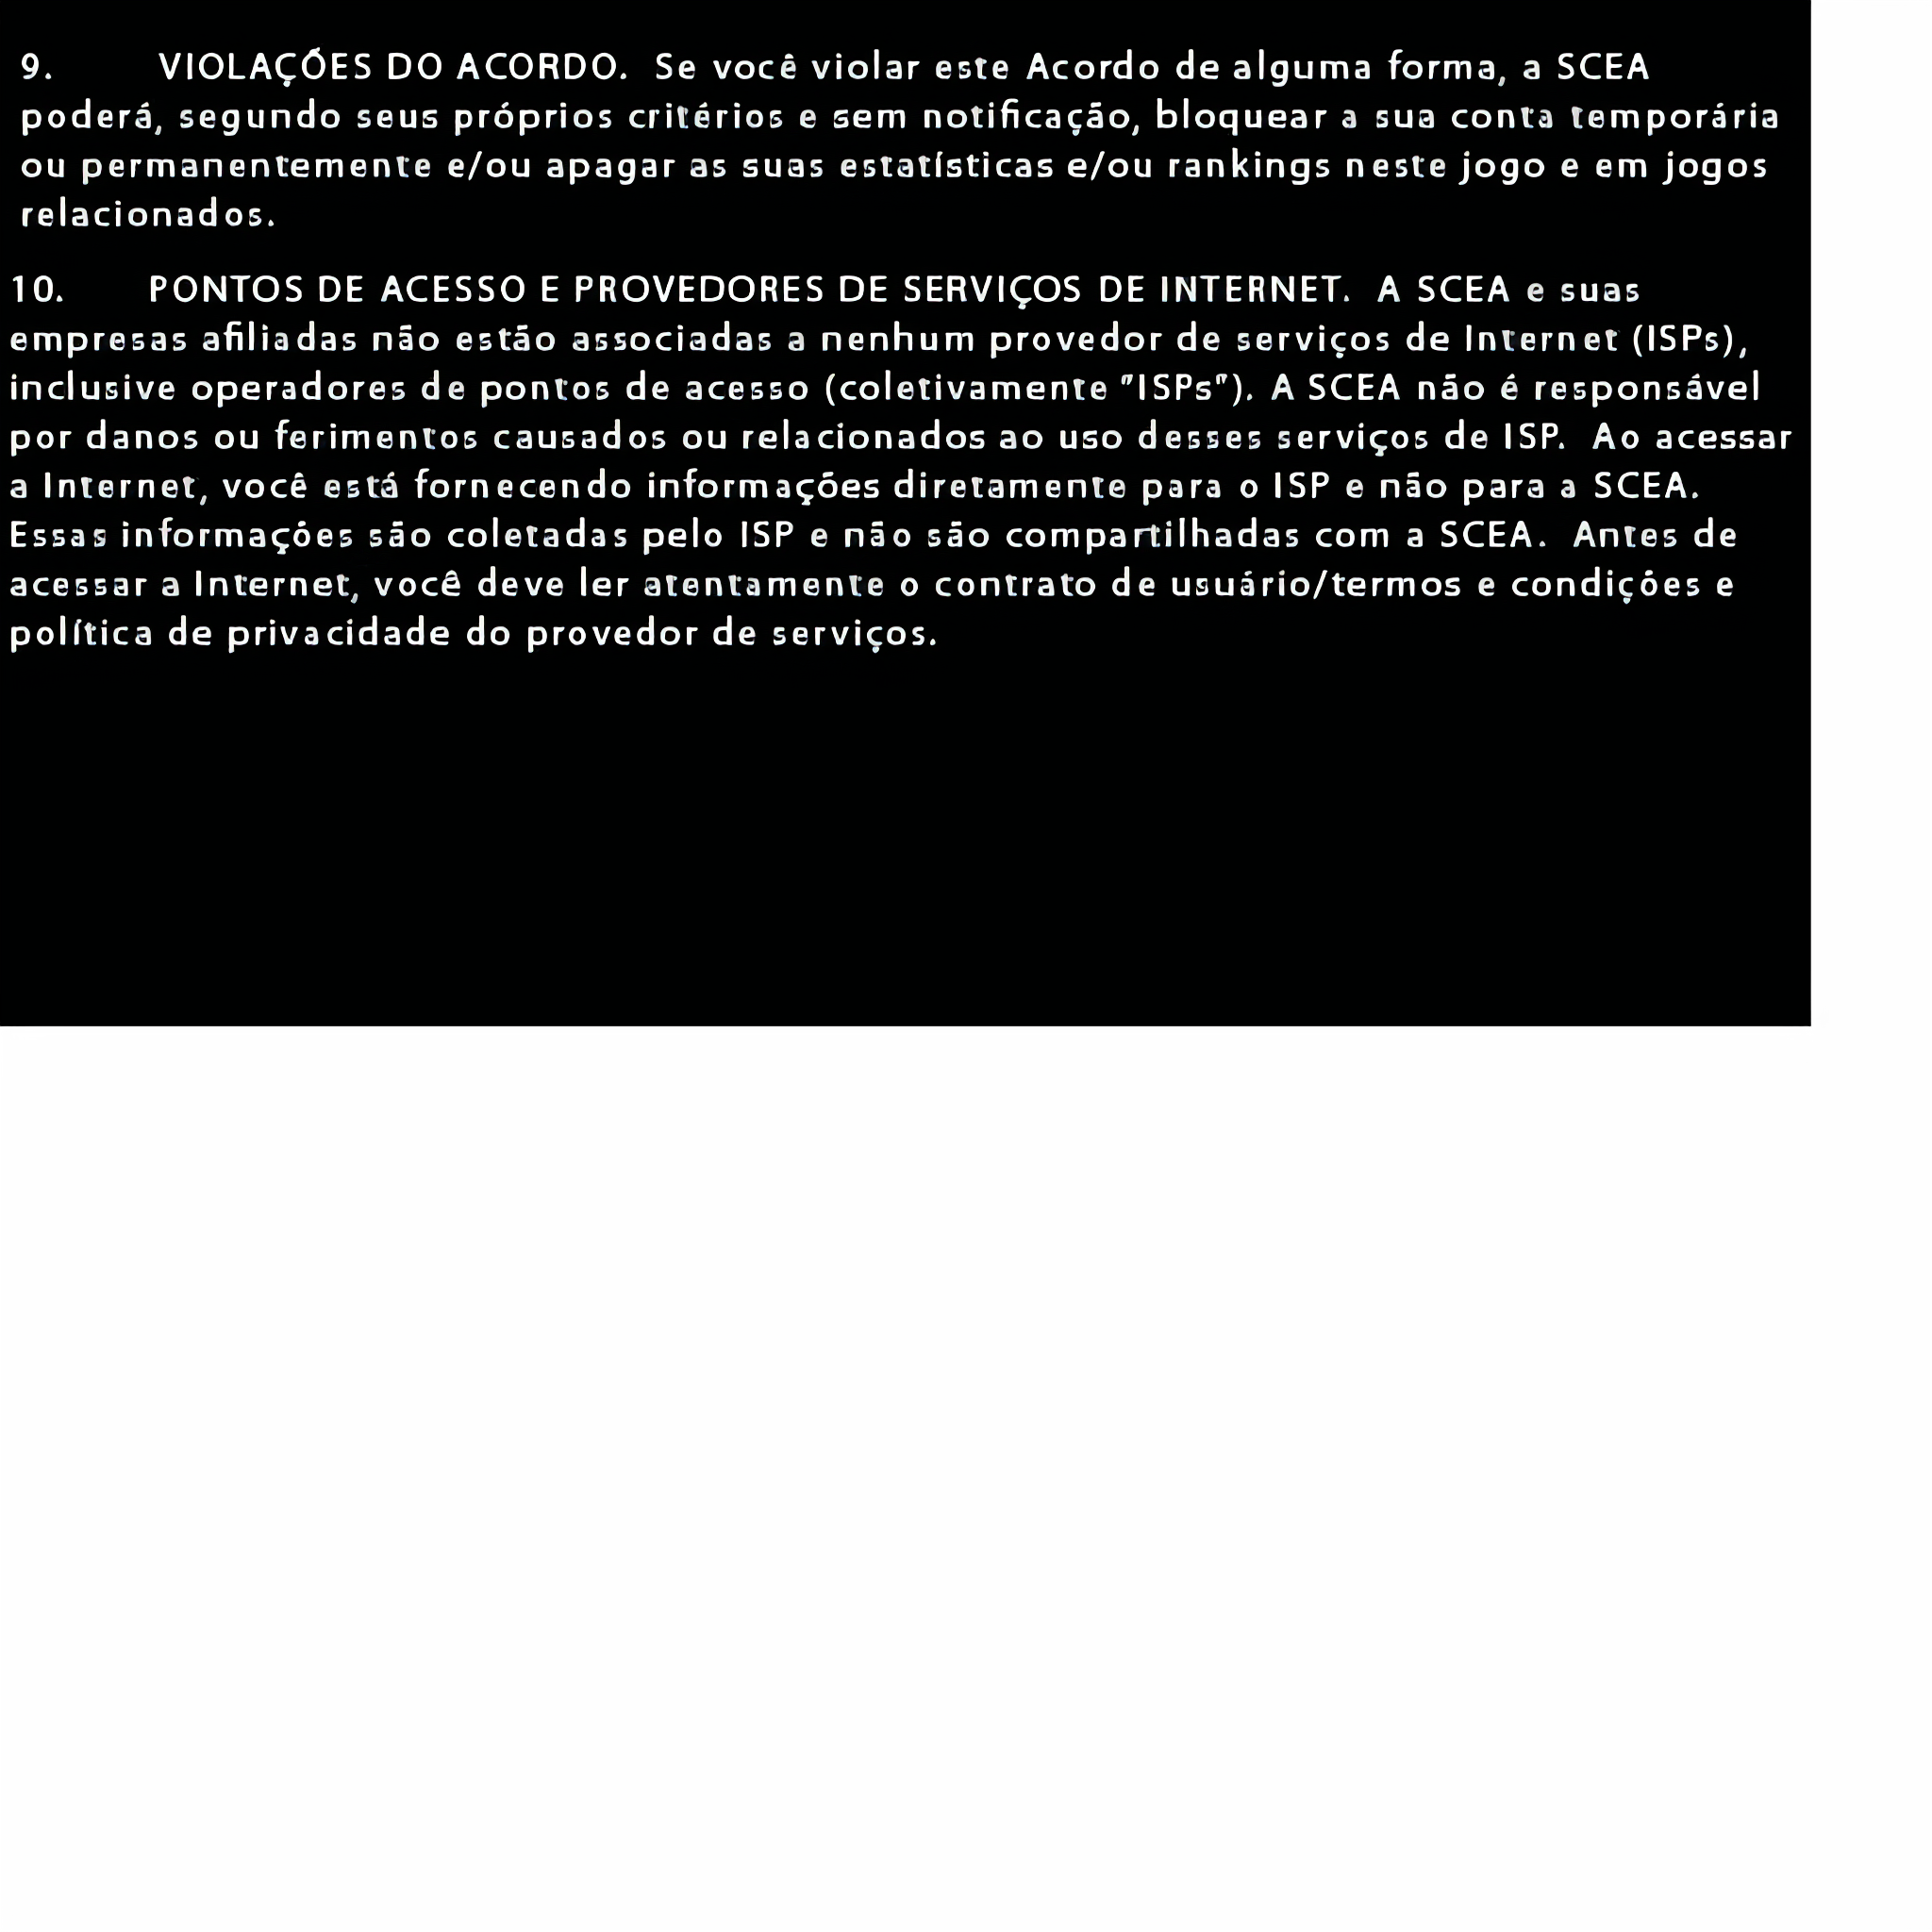 9. VIOLAÇÕES DO ACORDO. Se você violar este Acordo de alguma forma, a SCEA
poderá, segundo seus próprios critérios e sem notificação, bloquear a sua conta temporária
ou permanentemente e/ou apagar as suas estatísticas e/ou rankings neste jogo e em jogos
relacionados.
10. PONTOS DE ACESSO E PROVEDORES DE SERVIÇOS DE INTERNET. A SCEA e suas
empresas afiliadas não estão associadas a nenhum provedor de serviços de Internet (ISPs),
inclusive operadores de pontos de acesso (coletivamente "ISPs"). A SCEA não é responsável
por danos ou ferimentos causados ou relacionados ao uso desses serviços de ISP. Ao acessar
a Internet, você está fornecendo informações diretamente para o ISP e não para a SCEA.
Essas informações são coletadas pelo ISP e não são compartilhadas com a SCEA. Antes de
acessar a Internet, você deve ler atentamente o contrato de usuário/termos e condições e
política de privacidade do provedor de serviços.